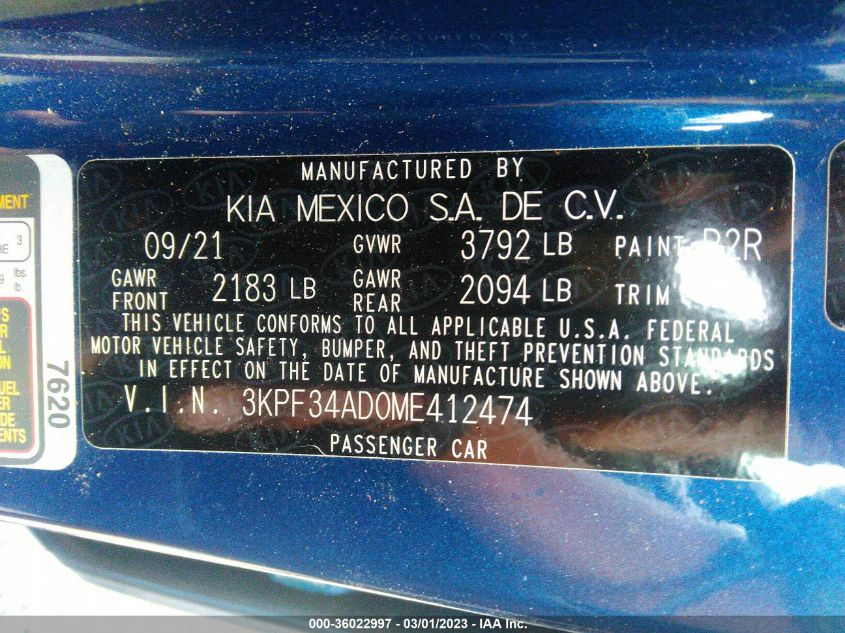 MANUFACTURED BY
KIA MEXICO S.A. DE C.V.
09/21 GVWR 3792 LB PAINT B2R
GAWR FRONT 2183 LB GAWR REAR 2094 LB TRIM
THIS VEHICLE CONFORMS TO ALL APPLICABLE U.S.A. FEDERAL
MOTOR VEHICLE SAFETY, BUMPER, AND THEFT PREVENTION STANDARDS
IN EFFECT ON THE DATE OF MANUFACTURE SHOWN ABOVE.
V.I.N. 3KPF34AD0ME412474
PASSENGER CAR
7620
000-36022997 - 03/01/2023 - IAA Inc.